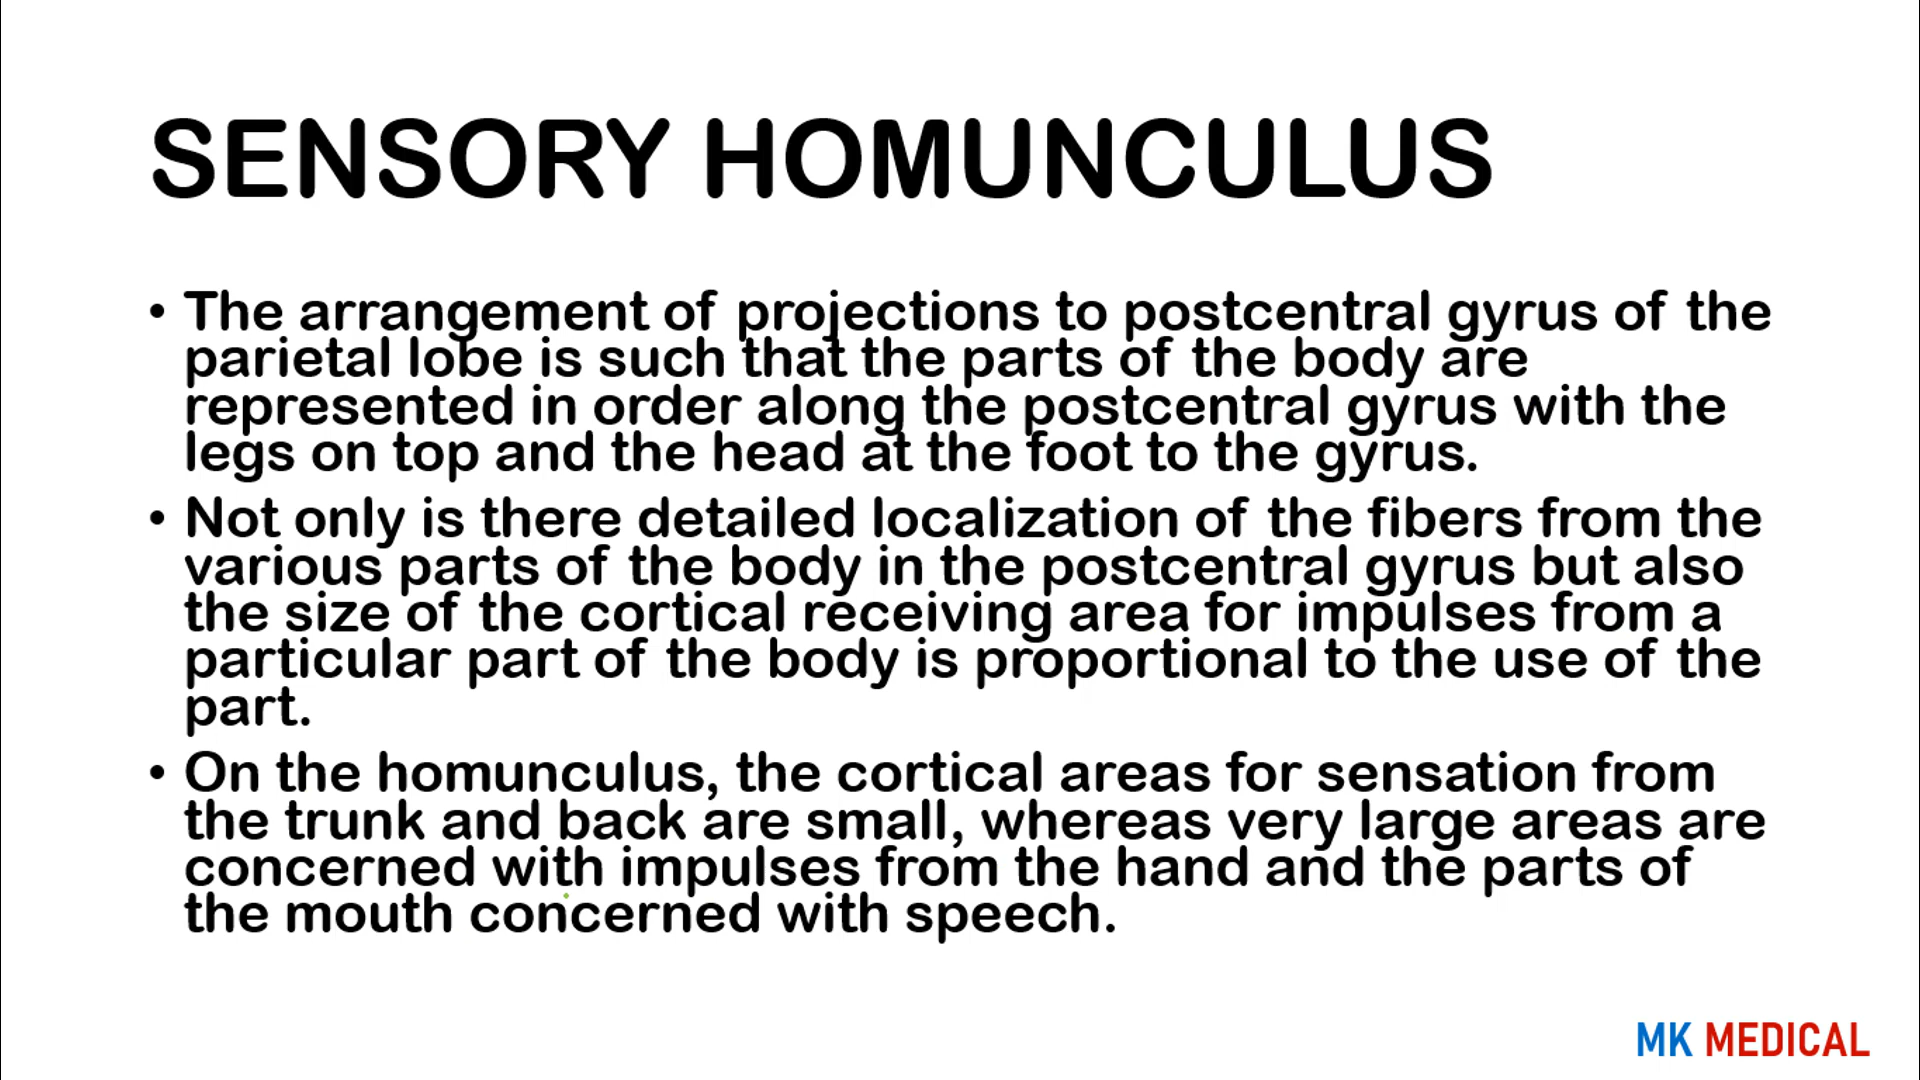 SENSORY HOMUNCULUS
• The arrangement of projections to postcentral gyrus of the
parietal lobe is such that the parts of the body are
represented in order along the postcentral gyrus with the
legs on top and the head at the foot to the gyrus.
• Not only is there detailed localization of the fibers from the
various parts of the body in the postcentral gyrus but also
the size of the cortical receiving area for impulses from a
particular part of the body is proportional to the use of the
part.
• On the homunculus, the cortical areas for sensation from
the trunk and back are small, whereas very large areas are
concerned with impulses from the hand and the parts of
the mouth concerned with speech.
MK MEDICAL